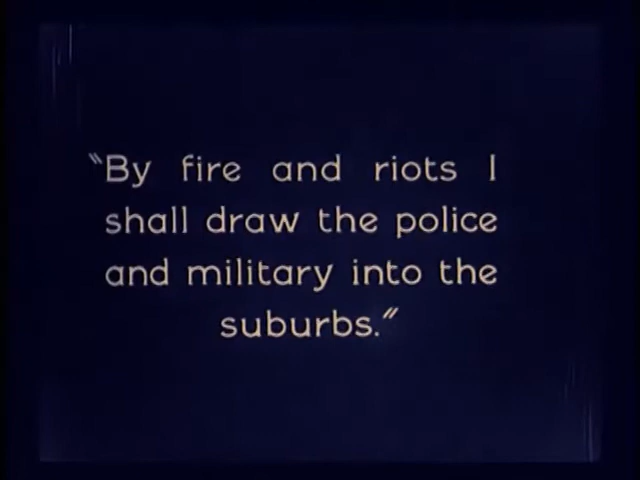 "By fire and riots I
shall draw the police
and military into the
suburbs."